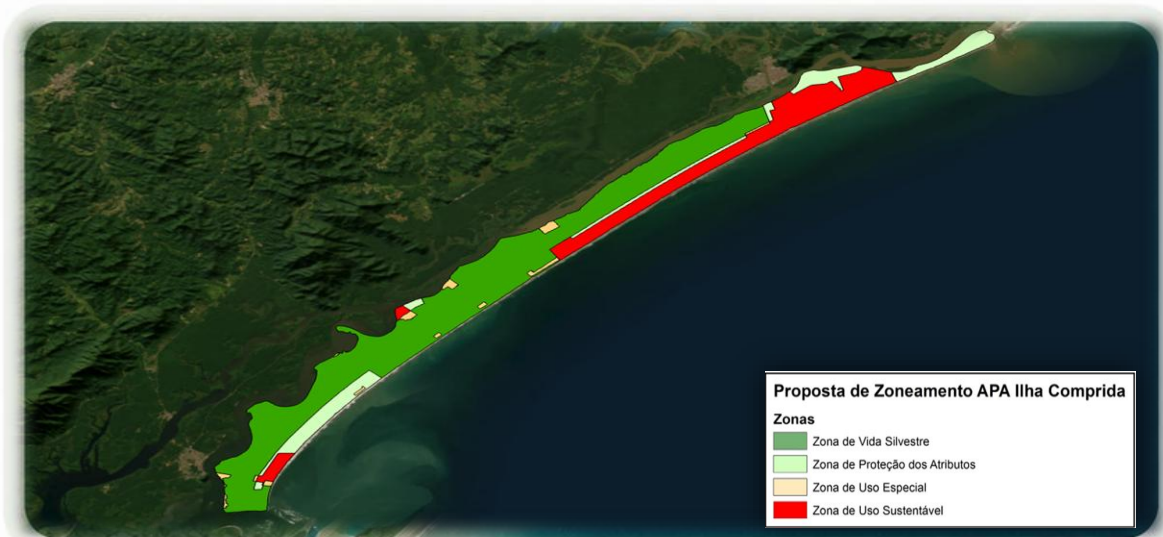 Proposta de Zoneamento APA Ilha Comprida
Zonas
Zona de Vida Silvestre
Zona de Proteção dos Atributos
Zona de Uso Especial
Zona de Uso Sustentável